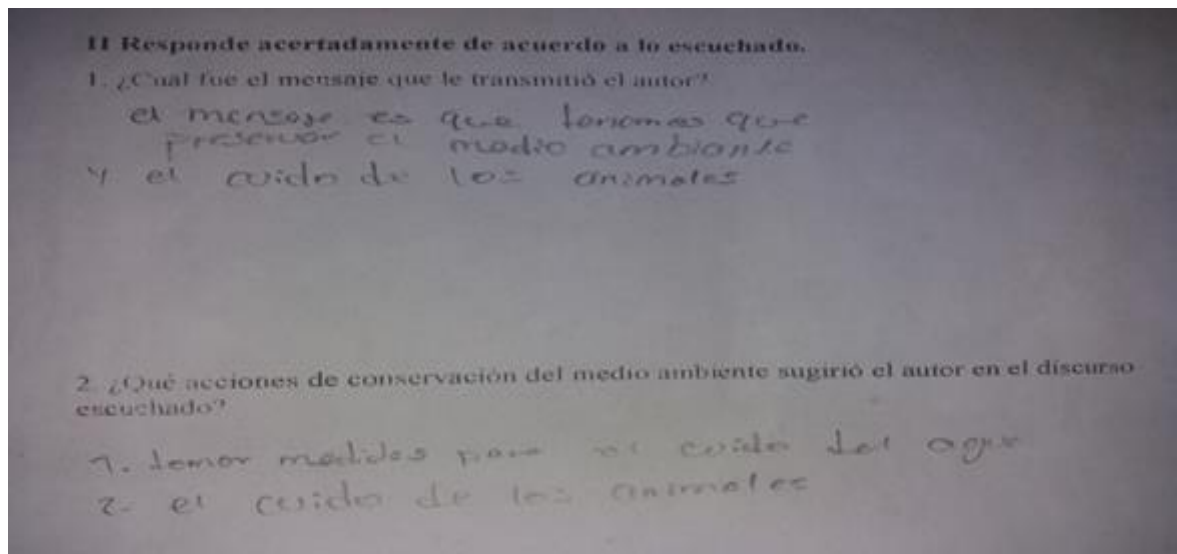 II Responde acertadamente de acuerdo a lo escuchado.
1. ¿Cual fue el mensaje que le transmitió el autor?
el mensaje es que teniamos que
preservar el medio ambiente
y el cuido de los animales
2. ¿Qué acciones de conservación del medio ambiente sugirió el autor en el discurso
escuchado?
1. tomar medidas para el cuido del agua
2- el cuido de los animales